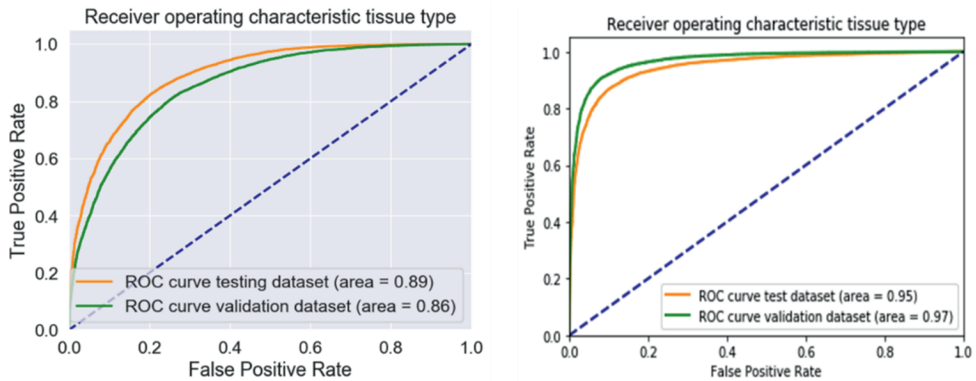 Receiver operating characteristic tissue type
True Positive Rate
1.0
0.8
0.6
0.4
0.2
0.0
ROC curve testing dataset (area = 0.89)
ROC curve validation dataset (area = 0.86)
0.0 0.2 0.4 0.6 0.8 1.0
False Positive Rate
Receiver operating characteristic tissue type
True Positive Rate
1.0
0.8
0.6
0.4
0.2
0.0
ROC curve test dataset (area = 0.95)
ROC curve validation dataset (area = 0.97)
0.0 0.2 0.4 0.6 0.8 1.0
False Positive Rate